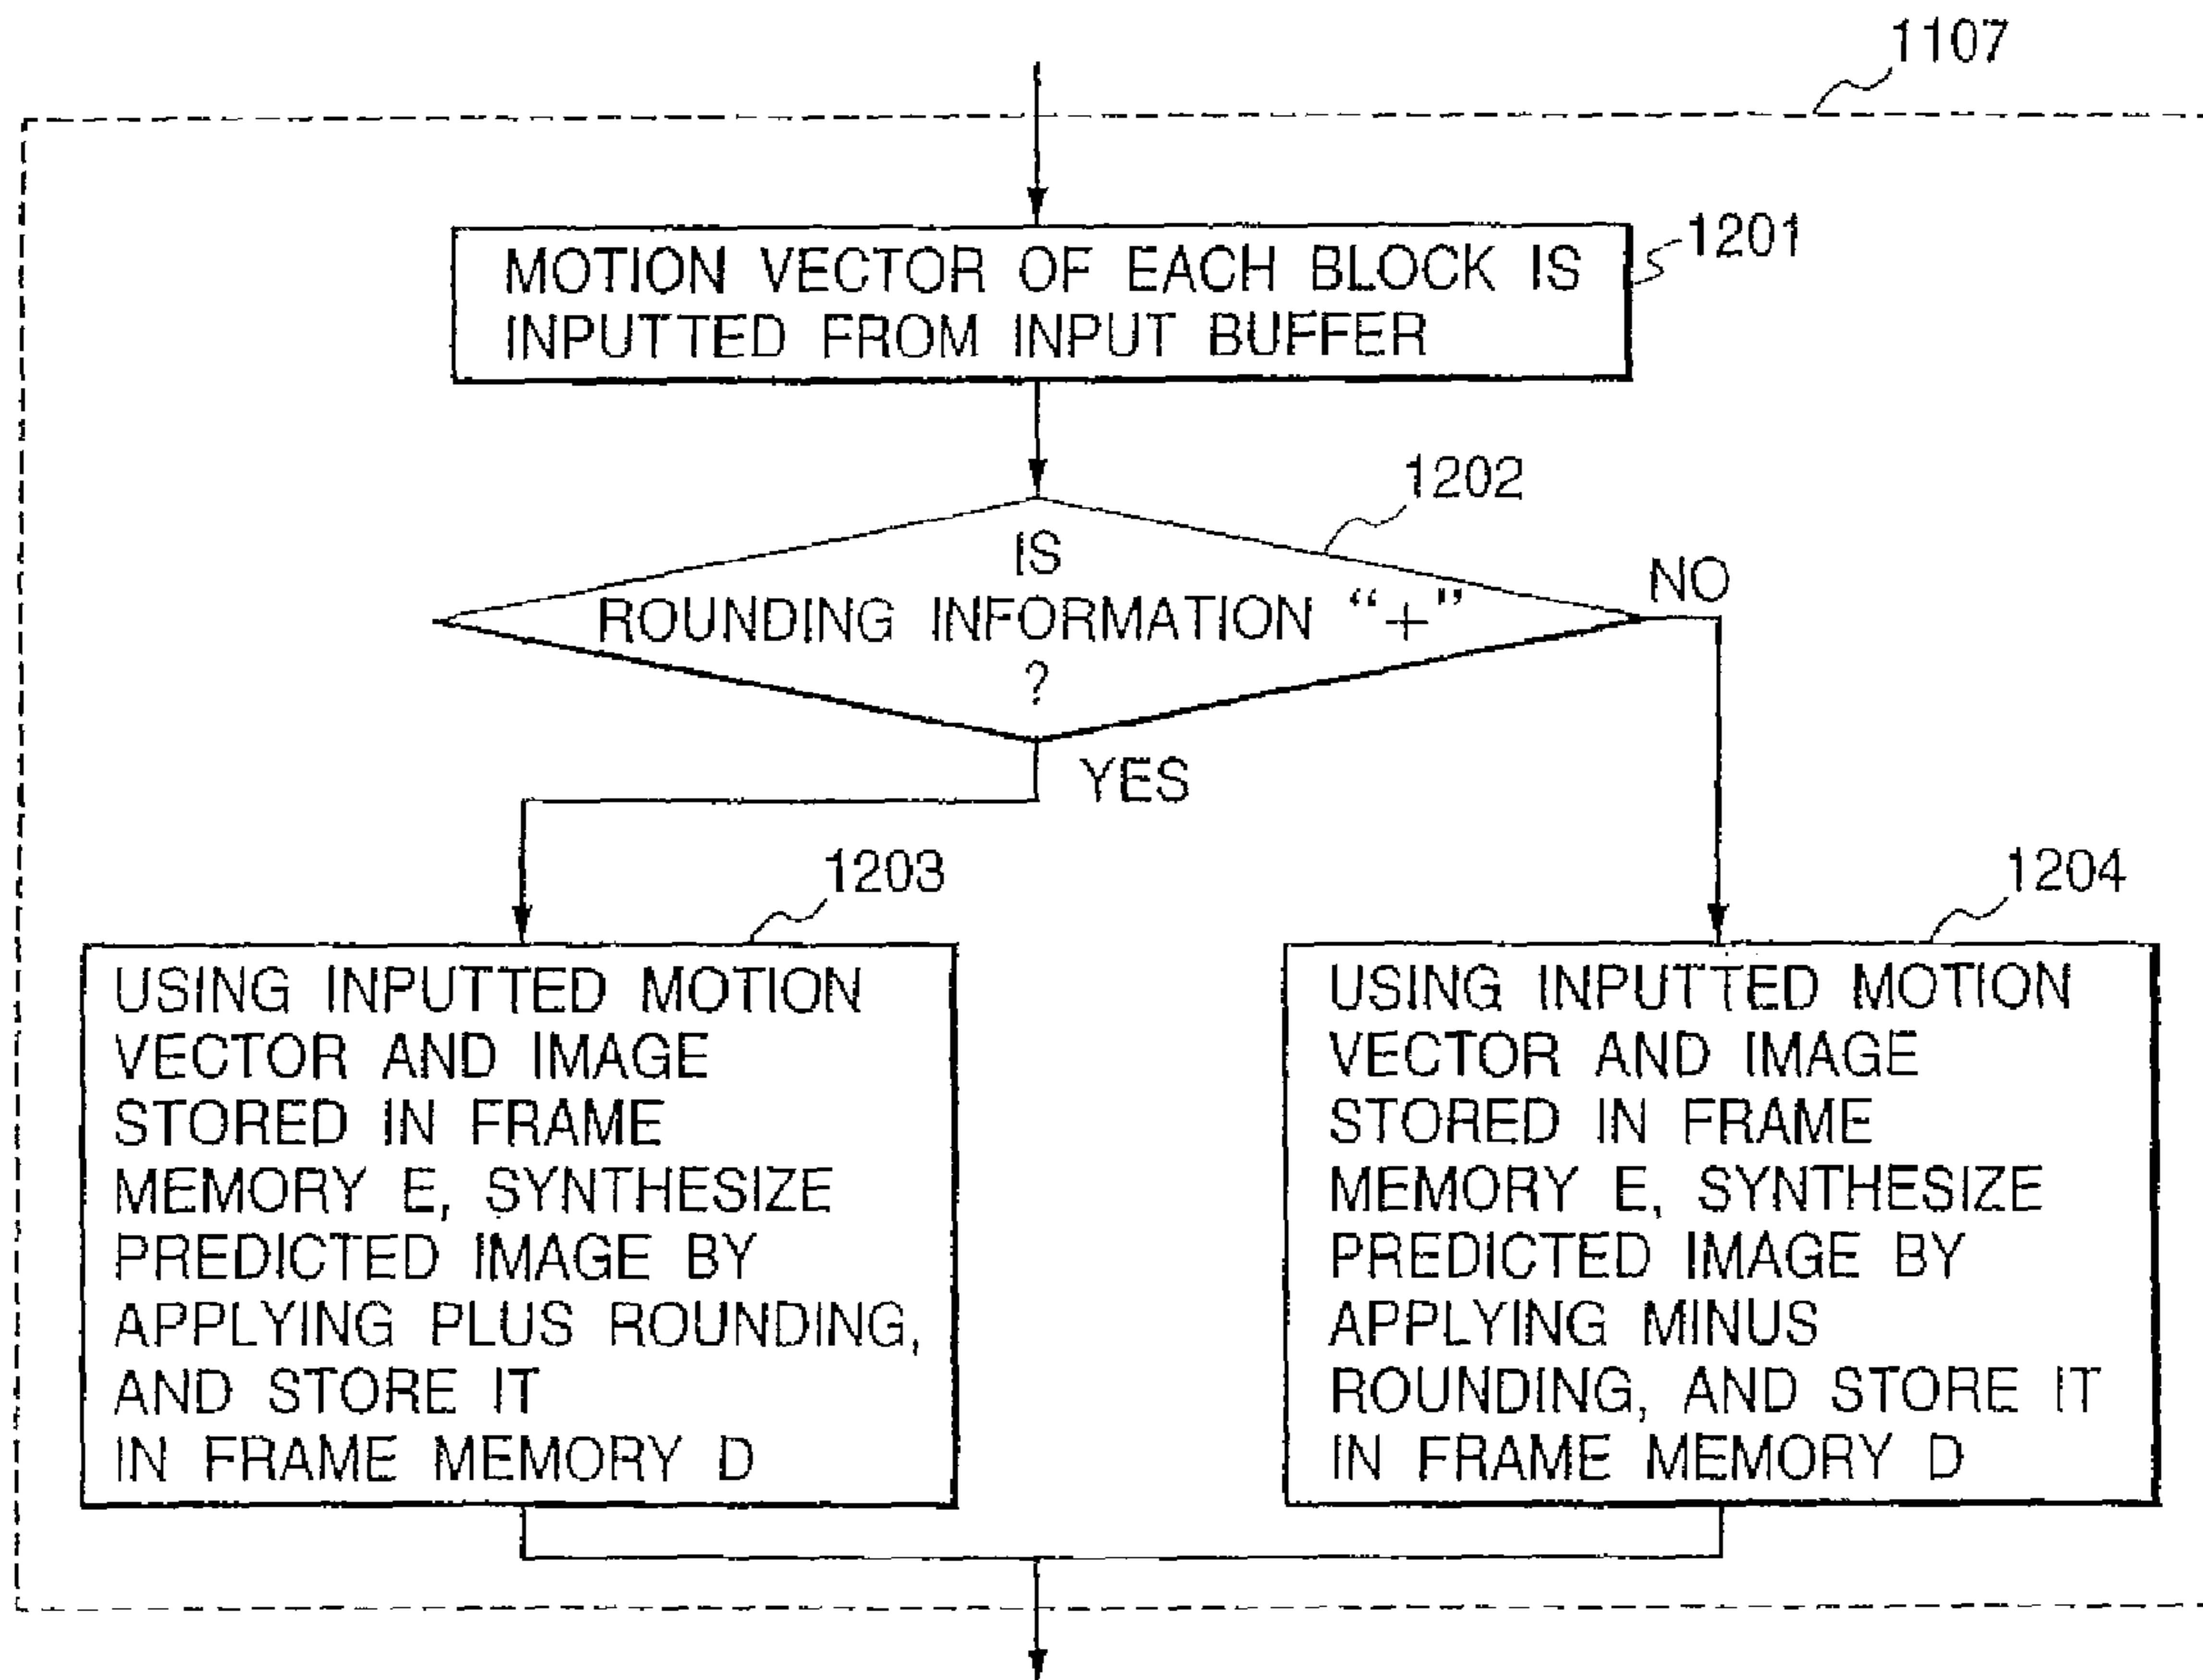 1107
MOTION VECTOR OF EACH BLOCK IS
INPUTTED FROM INPUT BUFFER
1201
1202
IS
ROUNDING INFORMATION “+”
?
NO
YES
1203
USING INPUTTED MOTION
VECTOR AND IMAGE
STORED IN FRAME
MEMORY E, SYNTHESIZE
PREDICTED IMAGE BY
APPLYING PLUS ROUNDING,
AND STORE IT
IN FRAME MEMORY D
1204
USING INPUTTED MOTION
VECTOR AND IMAGE
STORED IN FRAME
MEMORY E, SYNTHESIZE
PREDICTED IMAGE BY
APPLYING MINUS
ROUNDING, AND STORE IT
IN FRAME MEMORY D